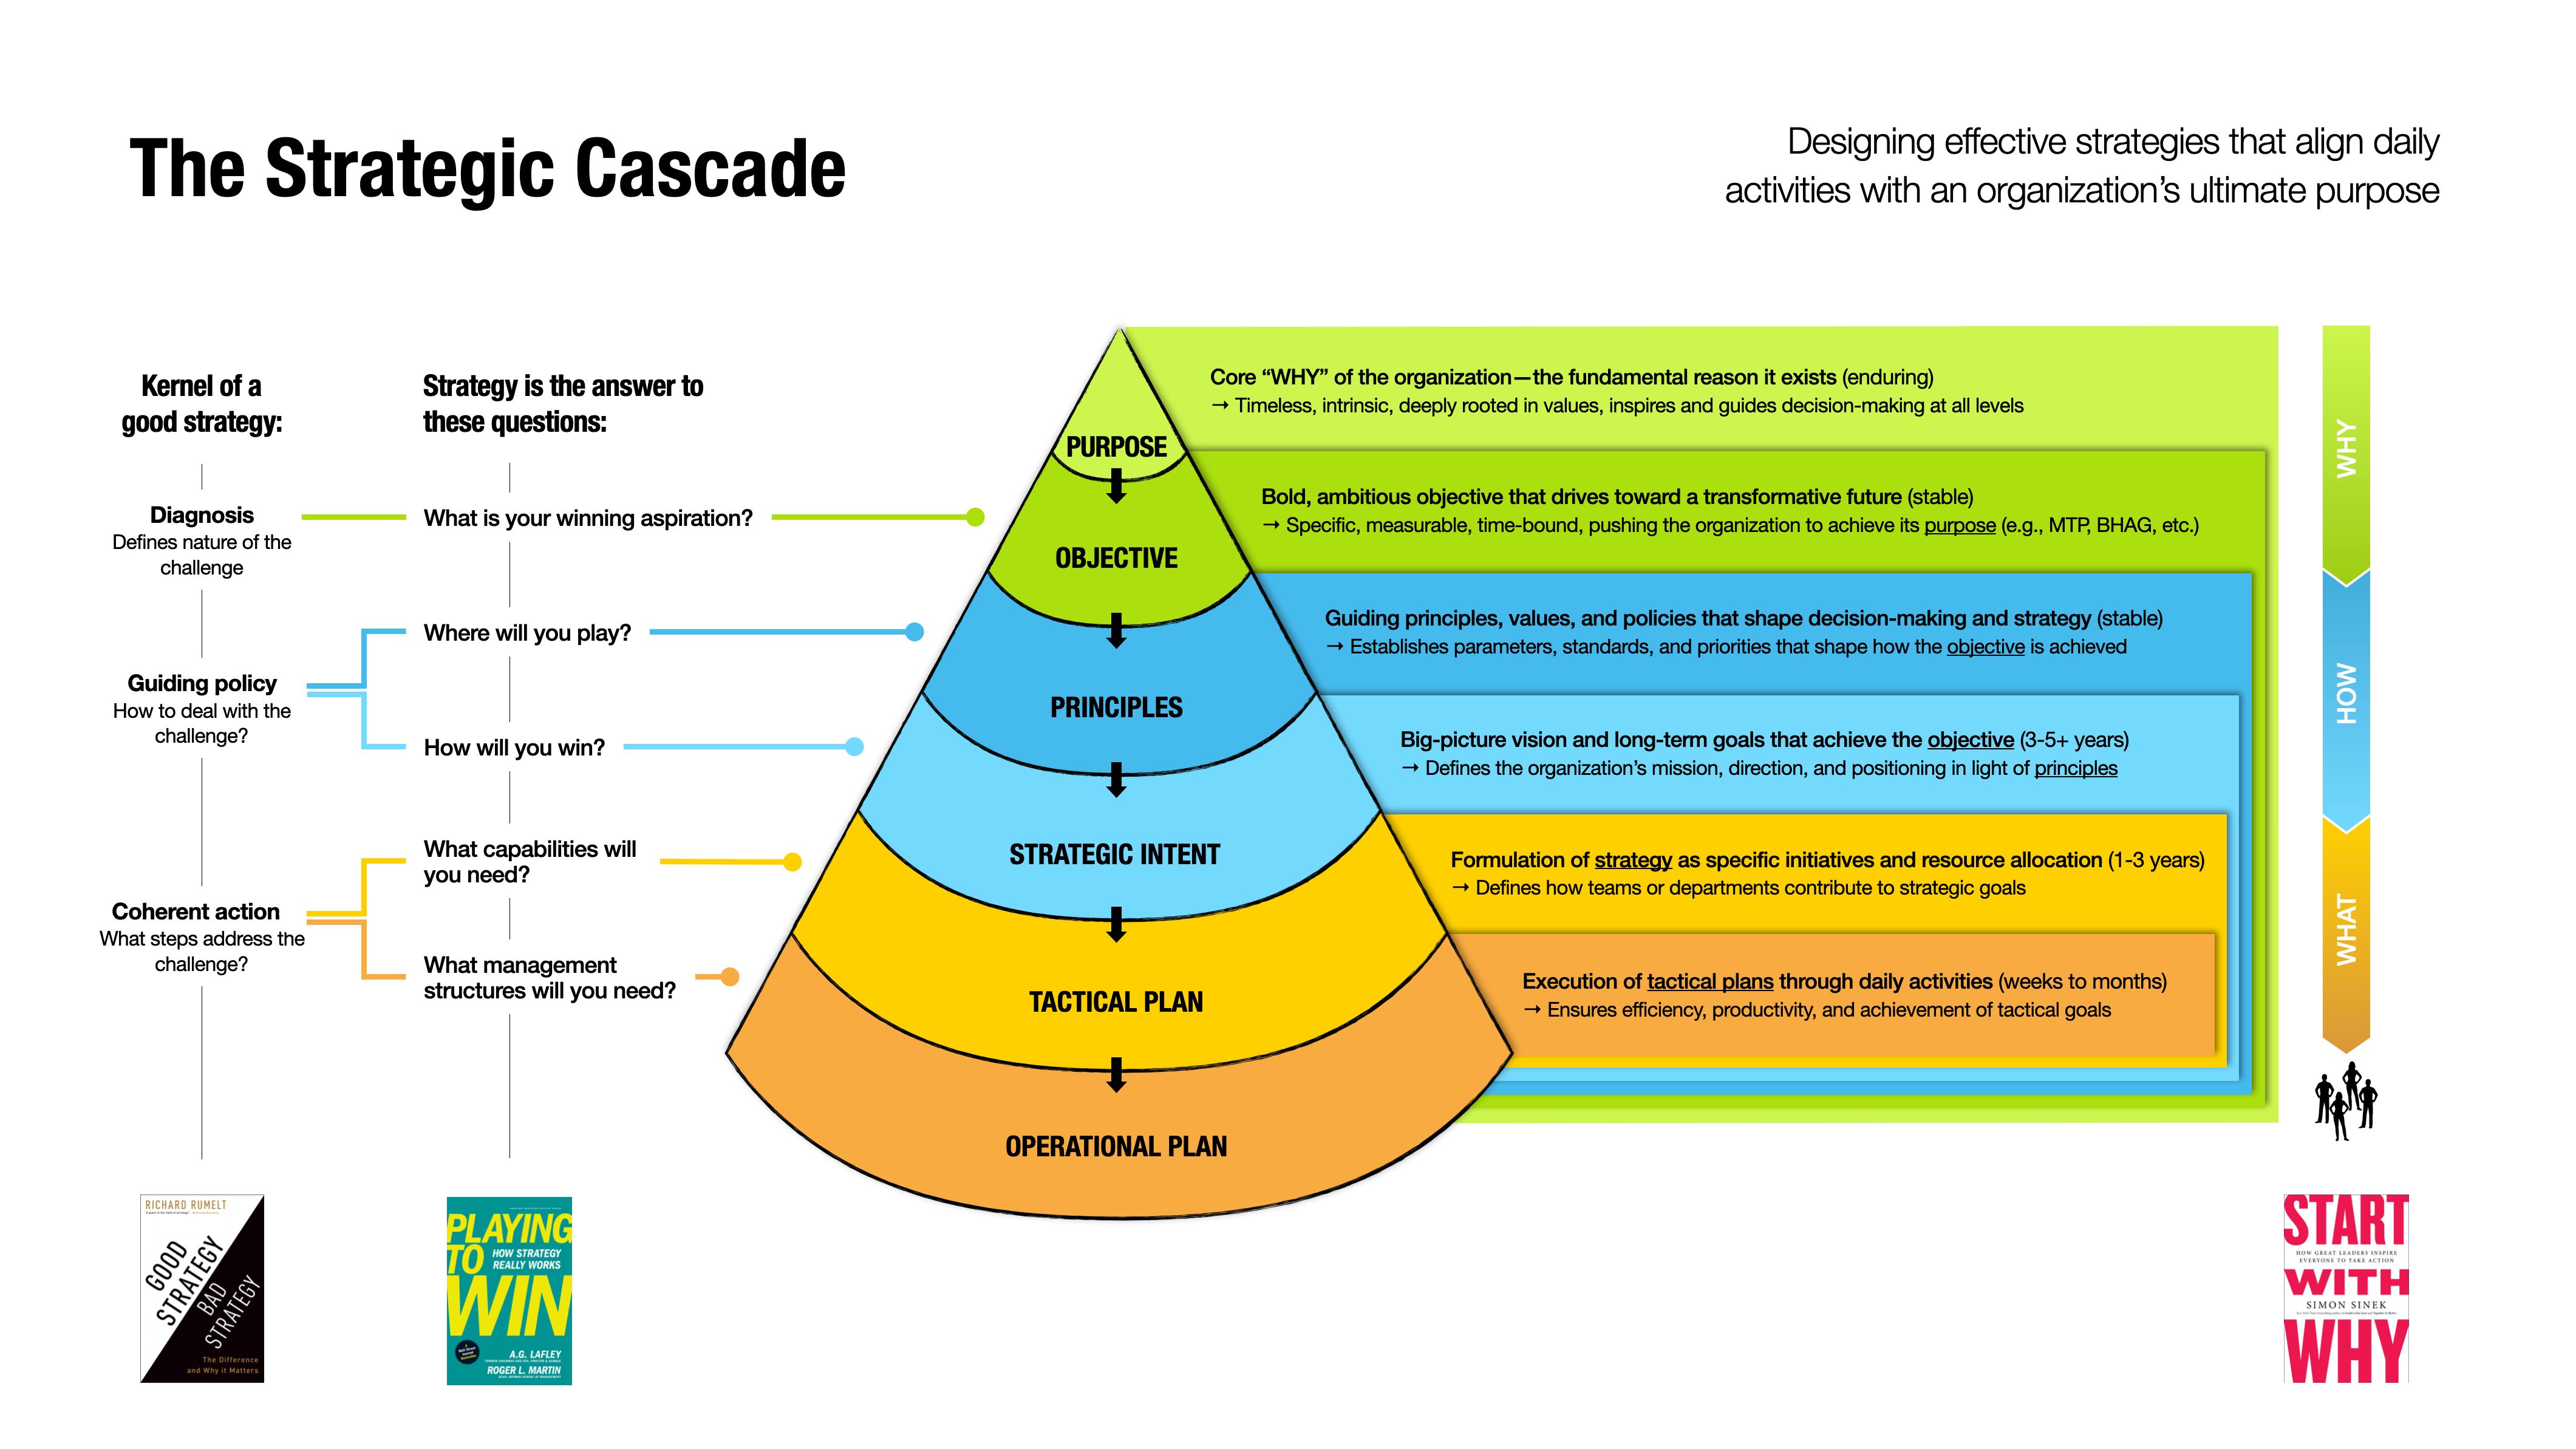 The Strategic Cascade
Designing effective strategies that align daily
activities with an organization’s ultimate purpose
Kernel of a
good strategy:
Diagnosis
Defines nature of the
challenge
Guiding policy
How to deal with the
challenge?
Coherent action
What steps address the
challenge?
Strategy is the answer to
these questions:
What is your winning aspiration?
Where will you play?
How will you win?
What capabilities will
you need?
What management
structures will you need?
PURPOSE
OBJECTIVE
PRINCIPLES
STRATEGIC INTENT
TACTICAL PLAN
OPERATIONAL PLAN
Core “WHY” of the organization—the fundamental reason it exists (enduring)
→ Timeless, intrinsic, deeply rooted in values, inspires and guides decision-making at all levels
Bold, ambitious objective that drives toward a transformative future (stable)
→ Specific, measurable, time-bound, pushing the organization to achieve its purpose (e.g., MTP, BHAG, etc.)
Guiding principles, values, and policies that shape decision-making and strategy (stable)
→ Establishes parameters, standards, and priorities that shape how the objective is achieved
Big-picture vision and long-term goals that achieve the objective (3-5+ years)
→ Defines the organization’s mission, direction, and positioning in light of principles
Formulation of strategy as specific initiatives and resource allocation (1-3 years)
→ Defines how teams or departments contribute to strategic goals
Execution of tactical plans through daily activities (weeks to months)
→ Ensures efficiency, productivity, and achievement of tactical goals
WHY
HOW
WHAT
RICHARD RUMELT
GOOD
STRATEGY
BAD
STRATEGY
The Difference
and Why it Matters
PLAYING
TO
HOW STRATEGY
REALLY WORKS
WIN
A.G. LAFLEY
ROGER L. MARTIN
START
HOW GREAT LEADERS INSPIRE
EVERYONE TO TAKE ACTION
WITH
SIMON SINEK
WHY